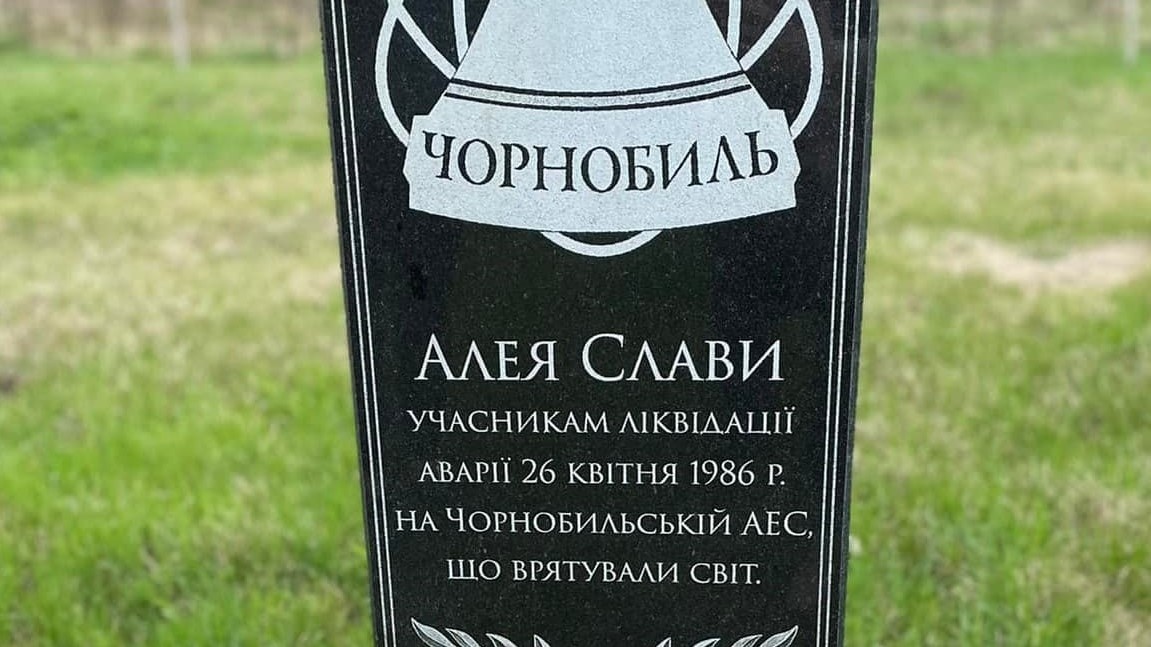 ЧОРНОБИЛЬ
АЛЕЯ СЛАВИ
УЧАСНИКАМ ЛІКВІДАЦІЇ
АВАРІЇ 26 КВІТНЯ 1986 Р.
НА ЧОРНОБИЛЬСЬКІЙ АЕС,
ЩО ВРЯТУВАЛИ СВІТ.